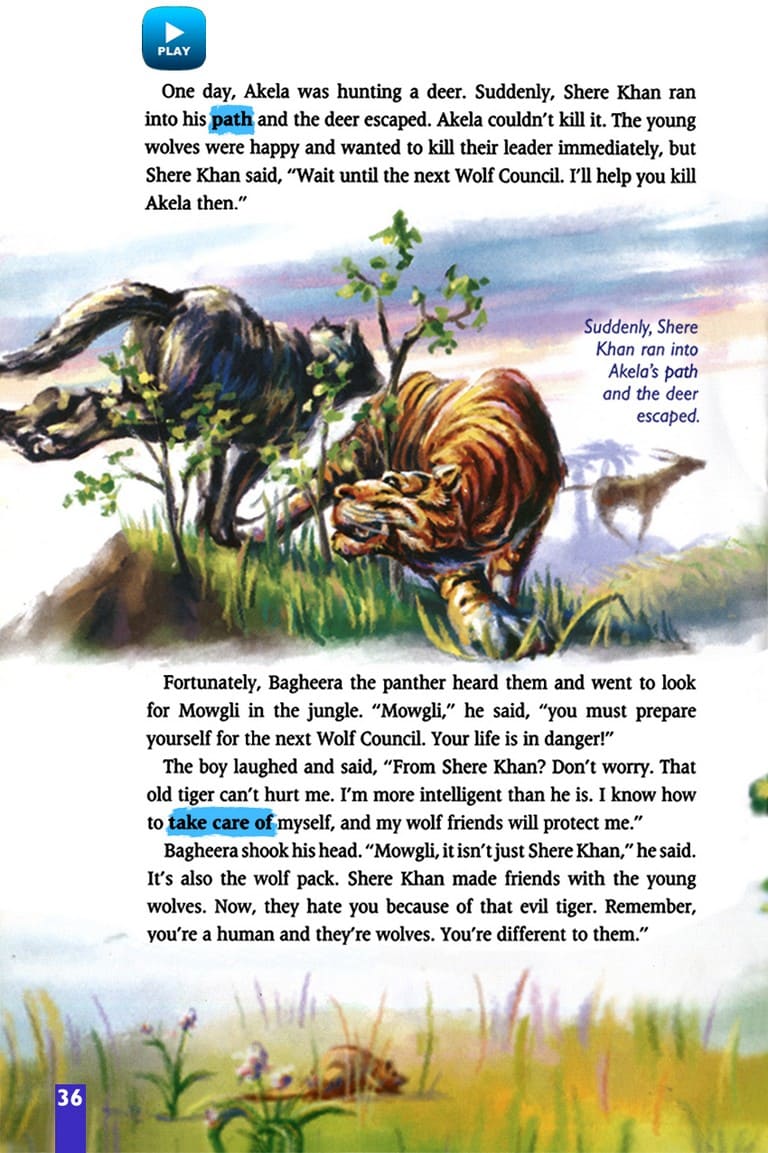 PLAY
One day, Akela was hunting a deer. Suddenly, Shere Khan ran
into his path and the deer escaped. Akela couldn't kill it. The young
wolves were happy and wanted to kill their leader immediately, but
Shere Khan said, “Wait until the next Wolf Council. I'll help you kill
Akela then.”
Suddenly, Shere
Khan ran into
Akela's path
and the deer
escaped.
Fortunately, Bagheera the panther heard them and went to look
for Mowgli in the jungle. “Mowgli,” he said, “you must prepare
yourself for the next Wolf Council. Your life is in danger!”
The boy laughed and said, “From Shere Khan? Don't worry. That
old tiger can't hurt me. I'm more intelligent than he is. I know how
to take care of myself, and my wolf friends will protect me.”
Bagheera shook his head. “Mowgli, it isn't just Shere Khan,” he said.
It's also the wolf pack. Shere Khan made friends with the young
wolves. Now, they hate you because of that evil tiger. Remember,
you're a human and they're wolves. You're different to them.”
36